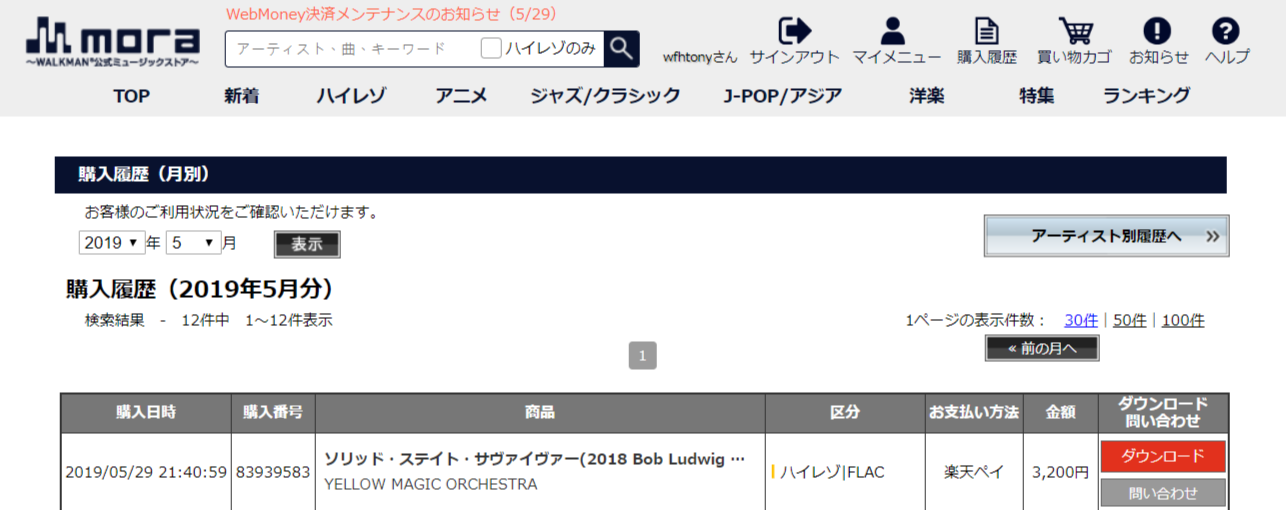 WebMoney決済メンテナンスのお知らせ（5/29）
mora
～WALKMAN®公式ミュージックストア～
アーティスト、曲、キーワード ハイレゾのみ
wfhtonyさん サインアウト マイメニュー 購入履歴 買い物カゴ お知らせ ヘルプ
TOP 新着 ハイレゾ アニメ ジャズ/クラシック J-POP/アジア 洋楽 特集 ランキング
購入履歴（月別）
お客様のご利用状況をご確認いただけます。
2019 年 5 月 表示
アーティスト別履歴へ
購入履歴（2019年5月分）
検索結果 - 12件中 1～12件表示
1ページの表示件数： 30件 | 50件 | 100件
« 前の月へ
1
購入日時 購入番号 商品 区分 お支払い方法 金額 ダウンロード
問い合わせ
2019/05/29 21:40:59 83939583 ソリッド・ステイト・サヴァイヴァー(2018 Bob Ludwig …
YELLOW MAGIC ORCHESTRA
ハイレゾ|FLAC 楽天ペイ 3,200円
ダウンロード
問い合わせ